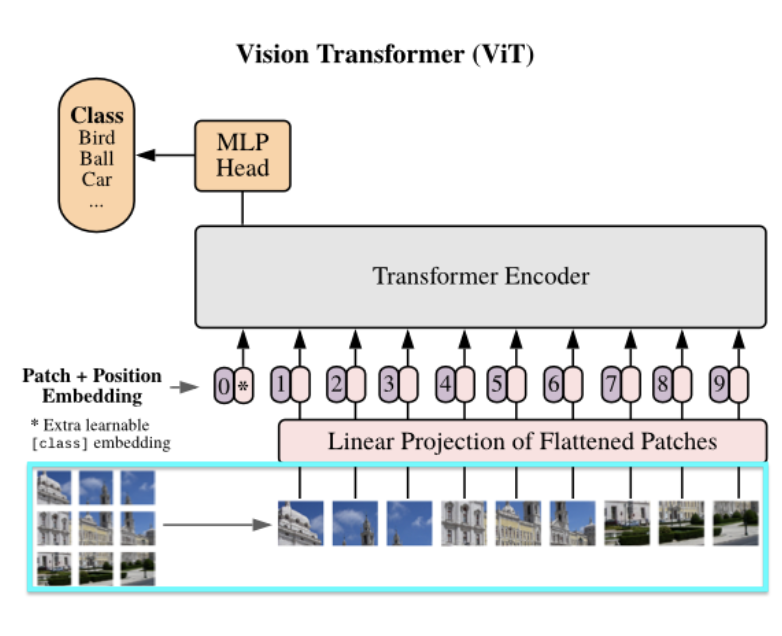 Vision Transformer (ViT)
Class
Bird
Ball
Car
...
MLP
Head
Transformer Encoder
Patch + Position
Embedding
* Extra learnable
[class] embedding
0 * 1 2 3 4 5 6 7 8 9
Linear Projection of Flattened Patches